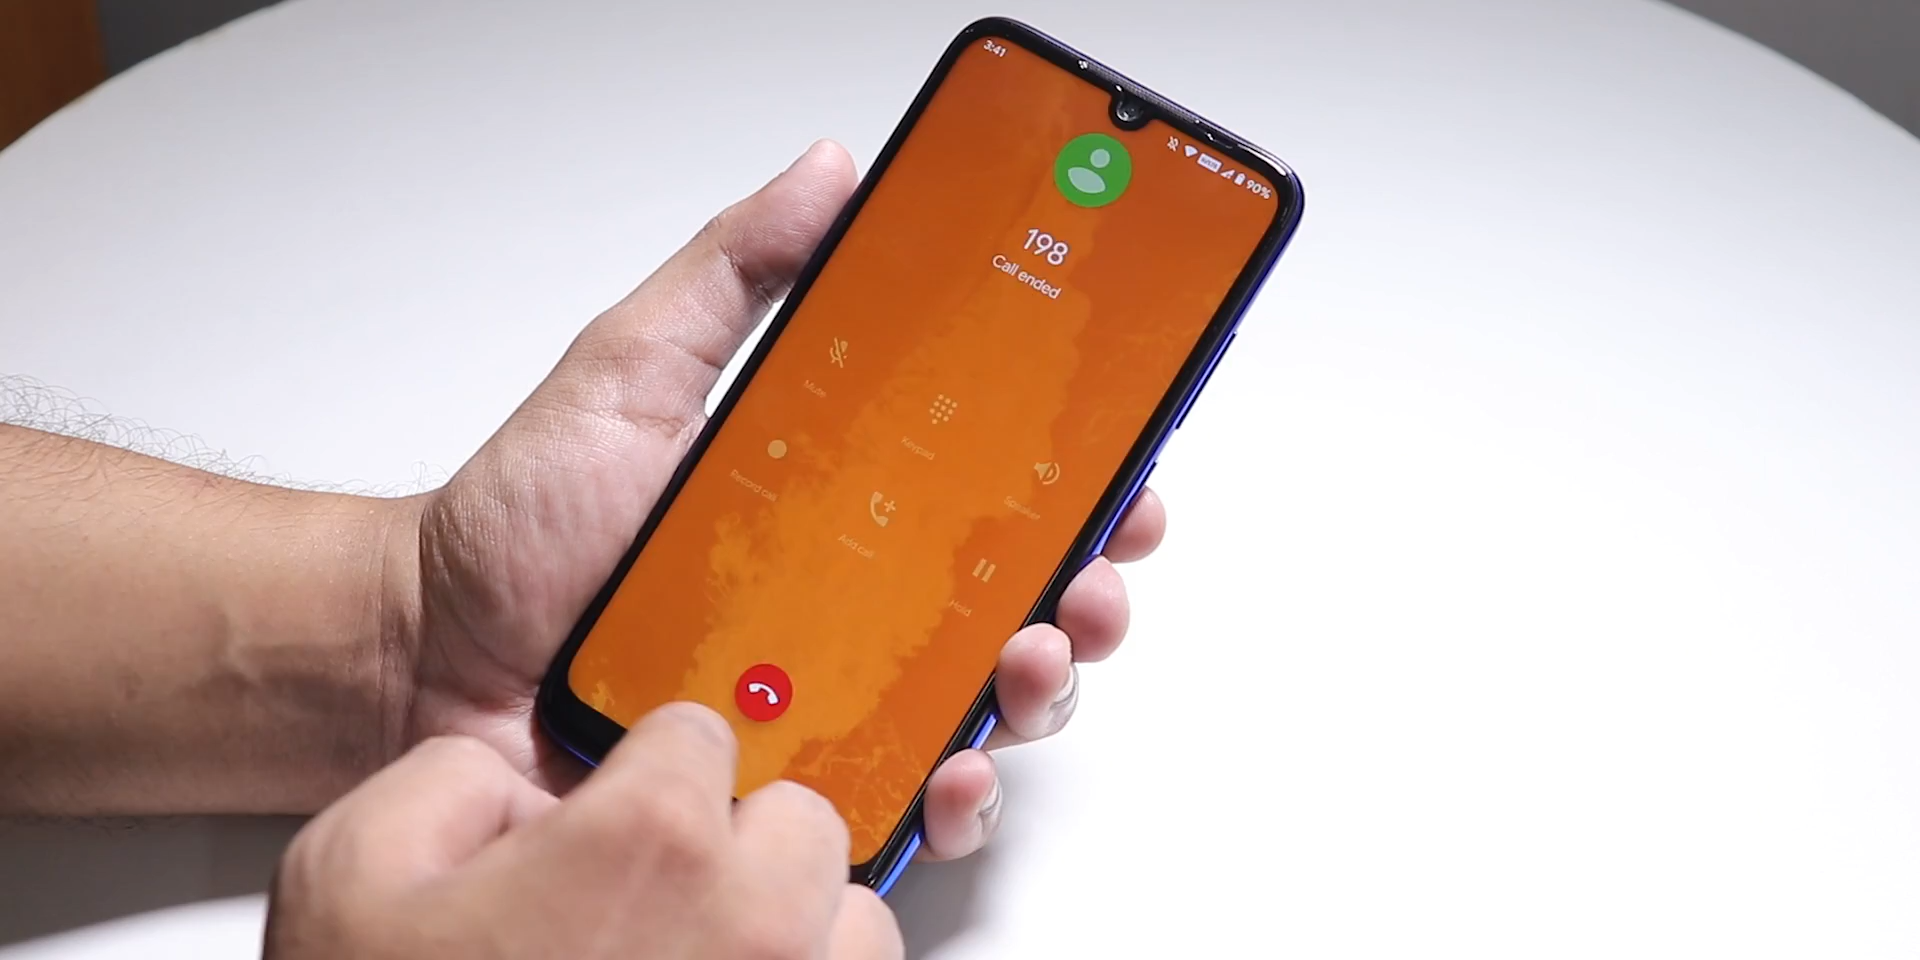 3:41
90%
198
Call ended
Mute
Keypad
Speaker
Record call
Add call
Hold